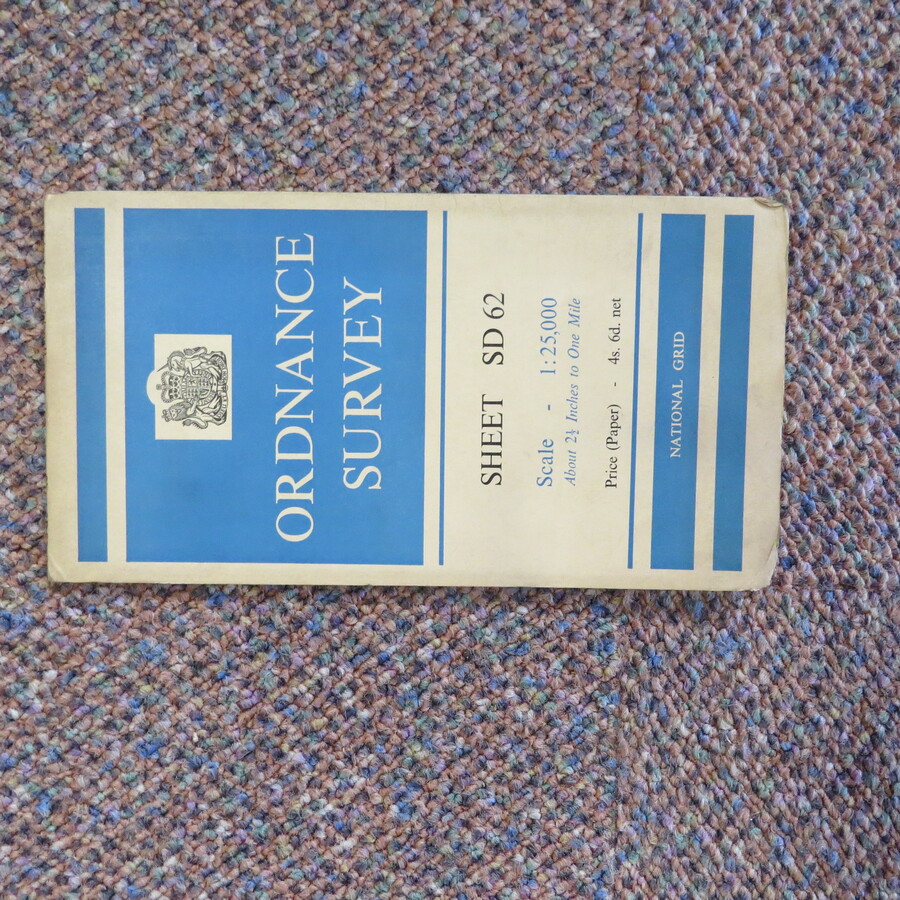 ORDNANCE
SURVEY
SHEET SD 62
Scale - 1:25,000
About 2½ Inches to One Mile
Price (Paper) - 4s. 6d. net
NATIONAL GRID